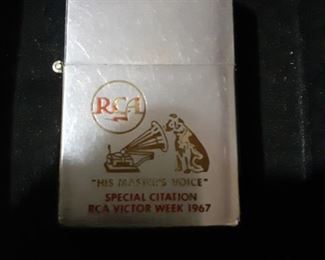 RCA
"HIS MASTER'S VOICE"
SPECIAL CITATION
RCA VICTOR WEEK 1967